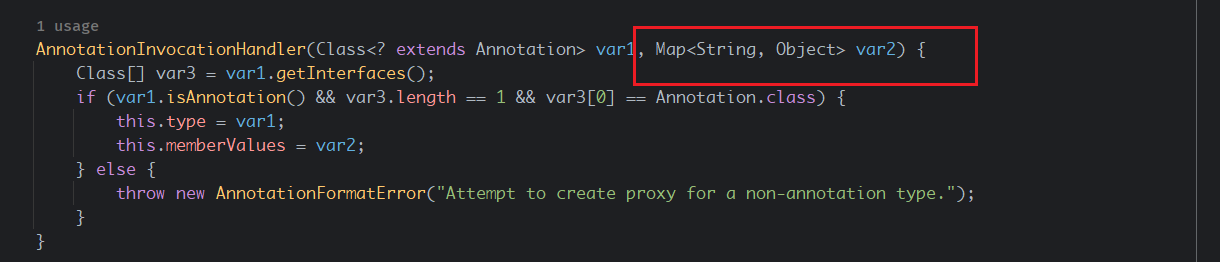 1 usage
AnnotationInvocationHandler(Class<? extends Annotation> var1, Map<String, Object> var2) {
Class[] var3 = var1.getInterfaces();
if (var1.isAnnotation() && var3.length == 1 && var3[0] == Annotation.class) {
this.type = var1;
this.memberValues = var2;
} else {
throw new AnnotationFormatError("Attempt to create proxy for a non-annotation type.");
}
}